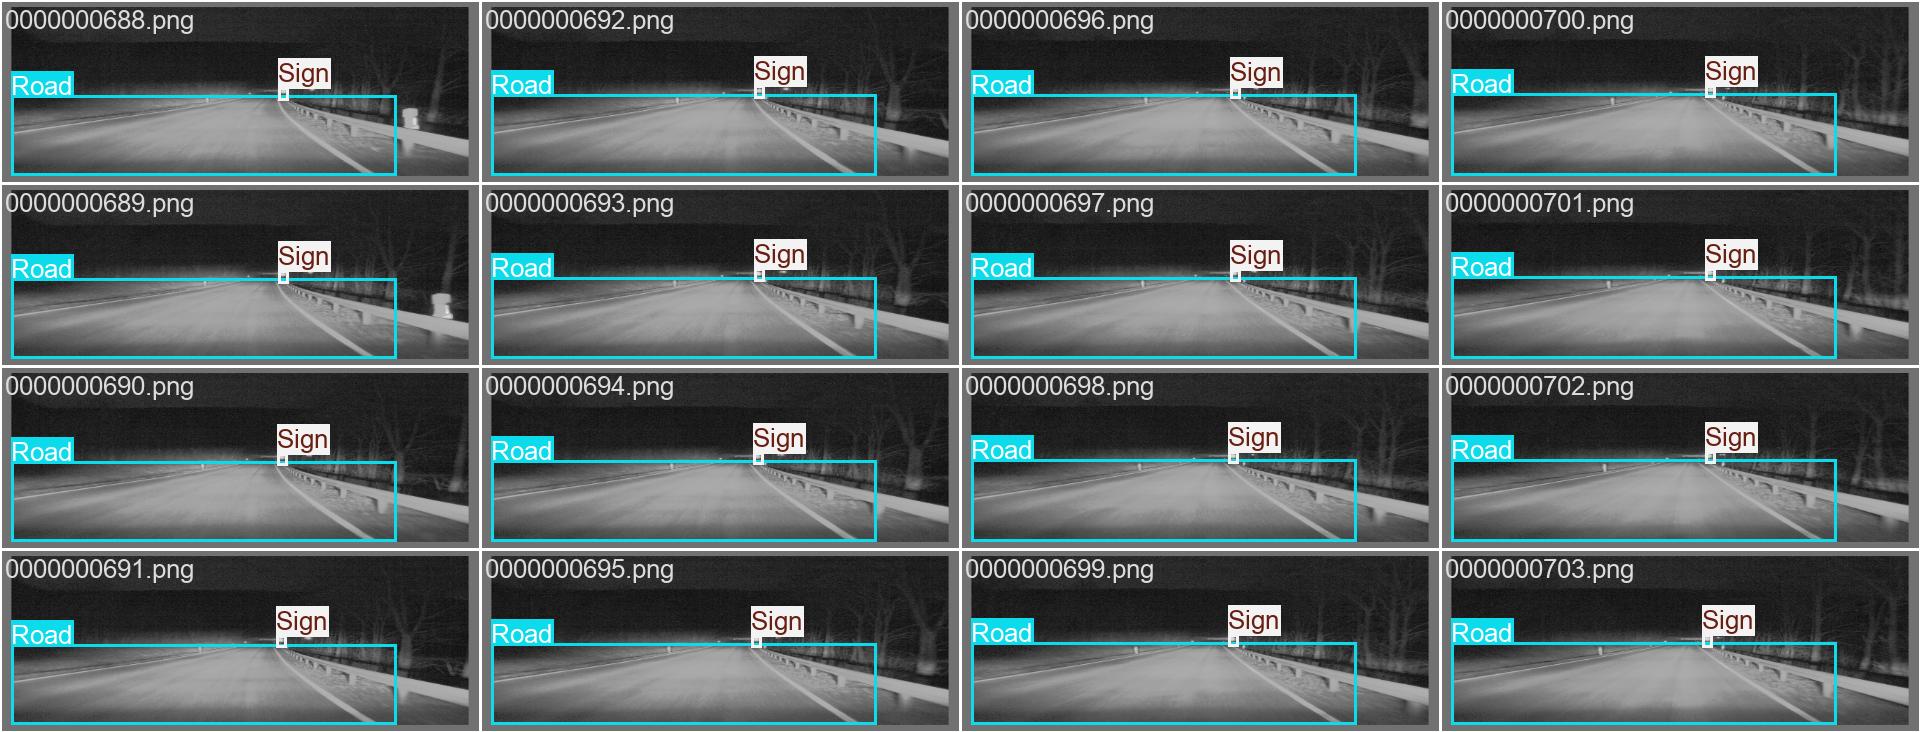 0000000688.png
Sign
Road
0000000692.png
Sign
Road
0000000696.png
Sign
Road
0000000700.png
Sign
Road
0000000689.png
Sign
Road
0000000693.png
Sign
Road
0000000697.png
Sign
Road
0000000701.png
Sign
Road
0000000690.png
Sign
Road
0000000694.png
Sign
Road
0000000698.png
Sign
Road
0000000702.png
Sign
Road
0000000691.png
Sign
Road
0000000695.png
Sign
Road
0000000699.png
Sign
Road
0000000703.png
Sign
Road